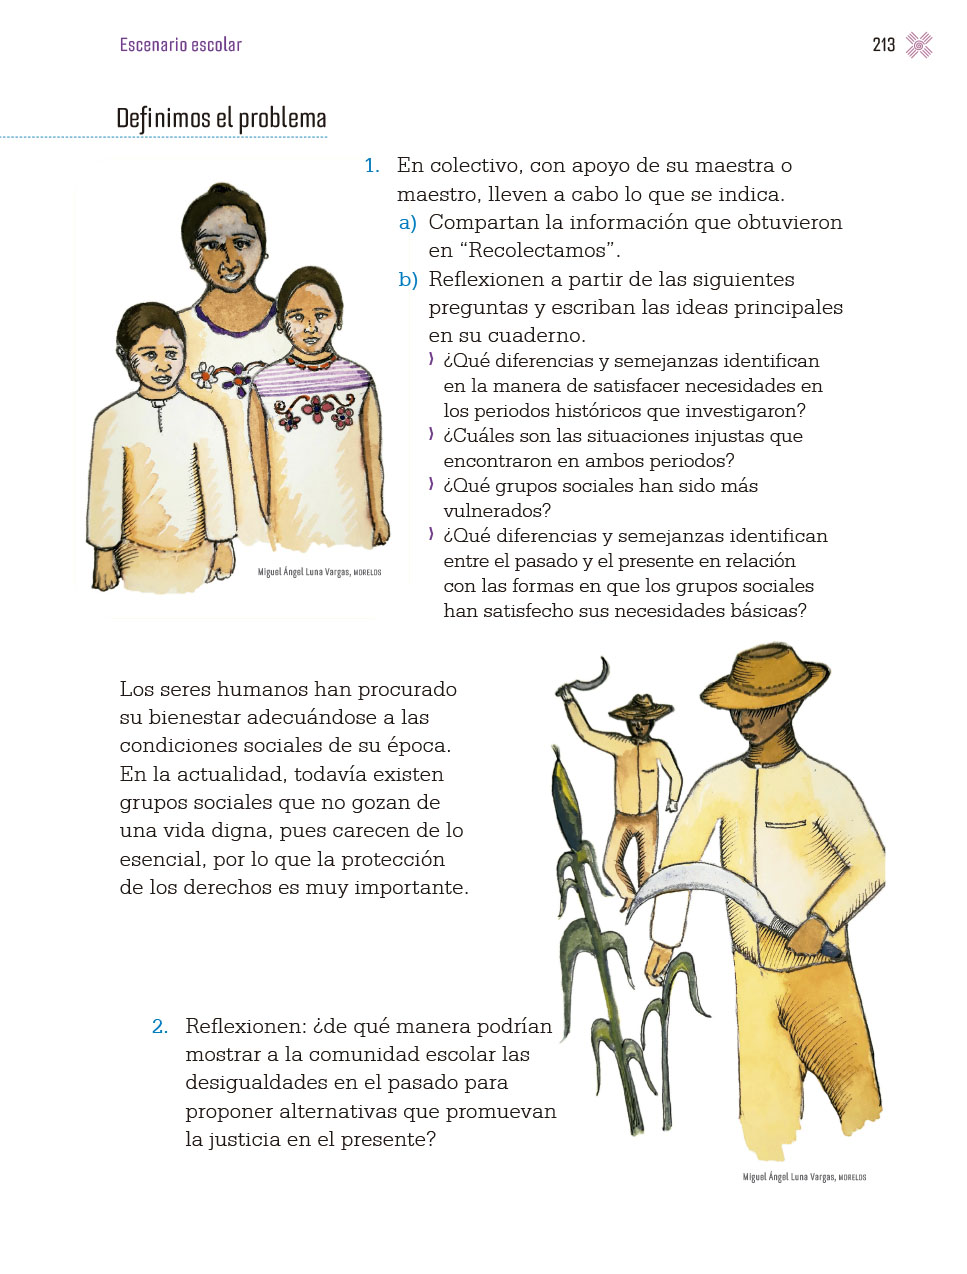 Escenario escolar
213
Definimos el problema
1. En colectivo, con apoyo de su maestra o
maestro, lleven a cabo lo que se indica.
a) Compartan la información que obtuvieron
en “Recolectamos”.
b) Reflexionen a partir de las siguientes
preguntas y escriban las ideas principales
en su cuaderno.
⟩ ¿Qué diferencias y semejanzas identifican
en la manera de satisfacer necesidades en
los periodos históricos que investigaron?
⟩ ¿Cuáles son las situaciones injustas que
encontraron en ambos periodos?
⟩ ¿Qué grupos sociales han sido más
vulnerados?
⟩ ¿Qué diferencias y semejanzas identifican
entre el pasado y el presente en relación
con las formas en que los grupos sociales
han satisfecho sus necesidades básicas?
Miguel Ángel Luna Vargas, MORELOS
Los seres humanos han procurado
su bienestar adecuándose a las
condiciones sociales de su época.
En la actualidad, todavía existen
grupos sociales que no gozan de
una vida digna, pues carecen de lo
esencial, por lo que la protección
de los derechos es muy importante.
2. Reflexionen: ¿de qué manera podrían
mostrar a la comunidad escolar las
desigualdades en el pasado para
proponer alternativas que promuevan
la justicia en el presente?
Miguel Ángel Luna Vargas, MORELOS